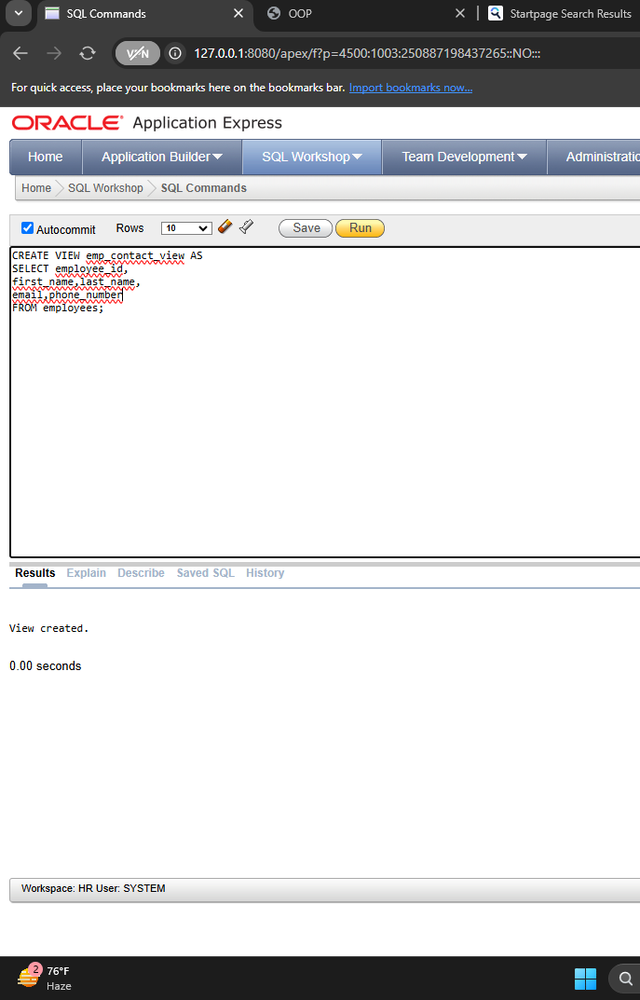 SQL Commands
OOP
Startpage Search Results
VPN
127.0.0.1:8080/apex/f?p=4500:1003:250887198437265::NO:::
For quick access, place your bookmarks here on the bookmarks bar. Import bookmarks now...
ORACLE Application Express
Home Application Builder SQL Workshop Team Development Administratio
Home SQL Workshop SQL Commands
Autocommit Rows 10 Save Run
CREATE VIEW emp_contact_view AS
SELECT employee_id,
first_name,last_name,
email,phone_number
FROM employees;
Results Explain Describe Saved SQL History
View created.
0.00 seconds
Workspace: HR User: SYSTEM
2
76°F
Haze